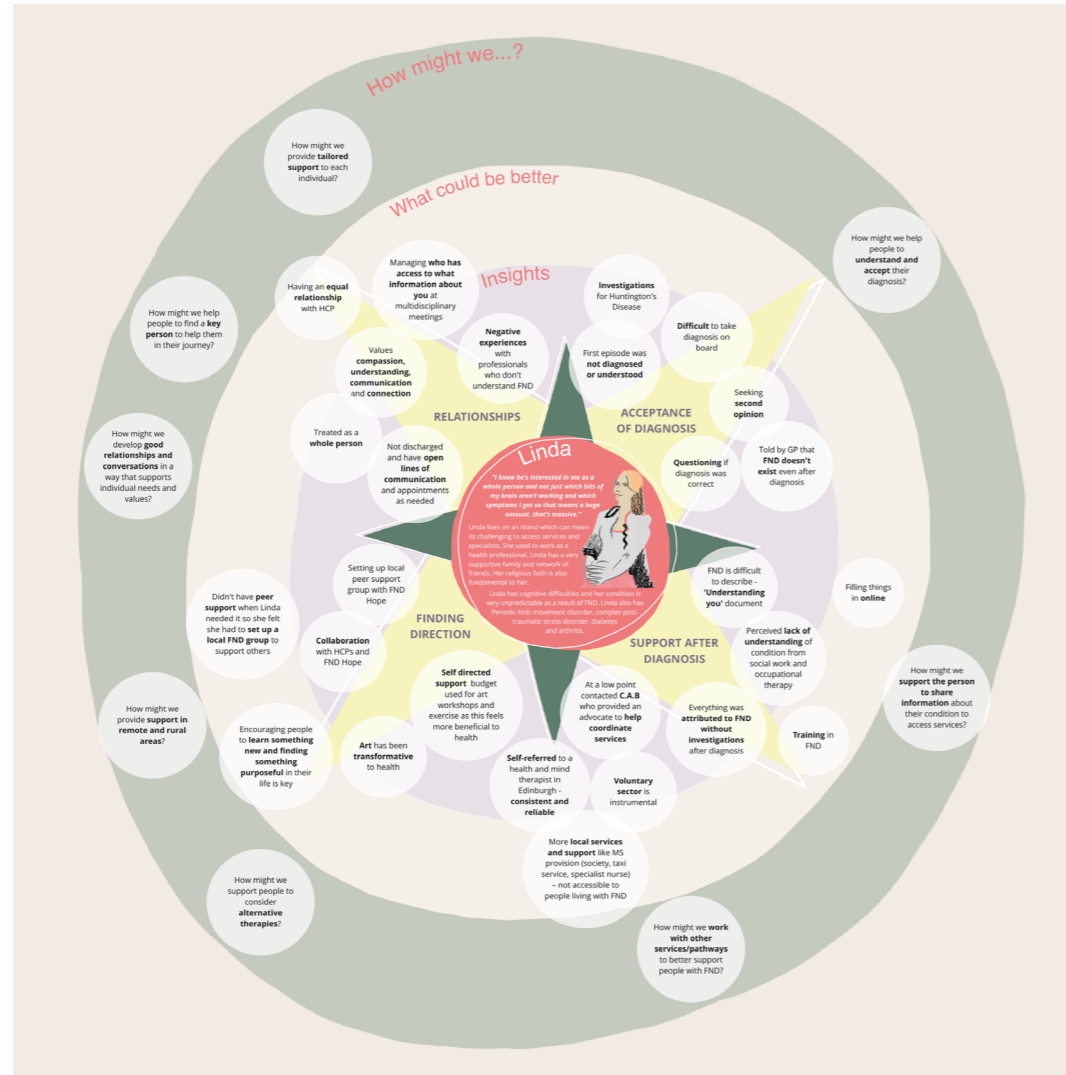 How might we...?
How might we
provide tailored
support to each
individual?
What could be better
How might we help
people to
understand and
accept their
diagnosis?
Insights
Managing who has
access to what
information about
you at
multidisciplinary
meetings
Having an equal
relationship
with HCP
Investigations
for Huntington's
Disease
How might we help
people to find a key
person to help them
in their journey?
Negative
experiences
with
professionals
who don't
understand FND
Difficult to take
diagnosis on
board
First episode was
not diagnosed
or understood
Values
compassion,
understanding,
communication
and connection
Seeking
second
opinion
RELATIONSHIPS
ACCEPTANCE
OF DIAGNOSIS
Treated as a
whole person
How might we
develop good
relationships and
conversations in a
way that supports
individual needs and
values?
Not discharged
and have open
lines of
communication
and appointments
as needed
Questioning if
diagnosis was
correct
Told by GP that
FND doesn't
exist even after
diagnosis
Linda
"I know he's interested in me as a
whole person and not just which bits of
my brain aren't working and which
symptoms I get so that means a huge
amount, that's massive."
Linda lives on an island which can mean
its challenging to access services and
specialists. She used to work as a
health professional. Linda has a very
supportive family and network of
friends. Her religious faith is also
fundamental to her.
Linda has cognitive difficulties and her condition is
very unpredictable as a result of FND. Linda also has
Periodic limb movement disorder, complex post-
traumatic stress disorder, diabetes
and arthritis.
Setting up local
peer support
group with FND
Hope
FND is difficult
to describe -
'Understanding
you' document
Filling things
in online
Didn't have peer
support when Linda
needed it so she felt
she had to set up a
local FND group to
support others
FINDING
DIRECTION
Collaboration
with HCPs and
FND Hope
SUPPORT AFTER
DIAGNOSIS
Perceived lack of
understanding of
condition from
social work and
occupational
therapy
Self directed
support budget
used for art
workshops and
exercise as this feels
more beneficial to
health
At a low point
contacted C.A.B
who provided an
advocate to help
coordinate
services
How might we
support the person
to share
information about
their condition to
access services?
How might we
provide support in
remote and rural
areas?
Everything was
attributed to FND
without
investigations
after diagnosis
Encouraging people
to learn something
new and finding
something
purposeful in their
life is key
Art has been
transformative
to health
Training in
FND
Self-referred to a
health and mind
therapist in
Edinburgh -
consistent and
reliable
Voluntary
sector is
instrumental
More local services
and support like MS
provision (society, taxi
service, specialist nurse)
– not accessible to
people living with FND
How might we
support people to
consider
alternative
therapies?
How might we work
with other
services/pathways
to better support
people with FND?